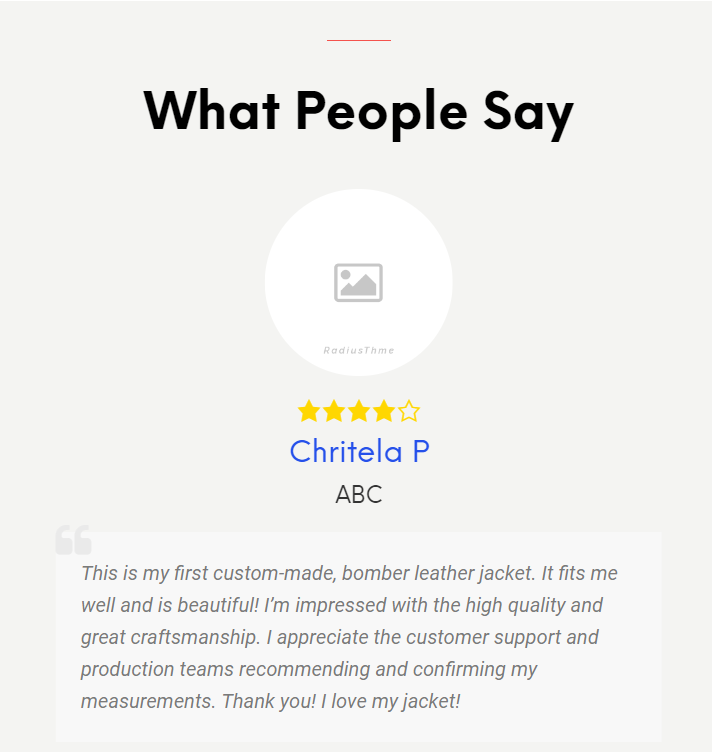 What People Say
RadiusThme
Chritela P
ABC
This is my first custom-made, bomber leather jacket. It fits me
well and is beautiful! I’m impressed with the high quality and
great craftsmanship. I appreciate the customer support and
production teams recommending and confirming my
measurements. Thank you! I love my jacket!